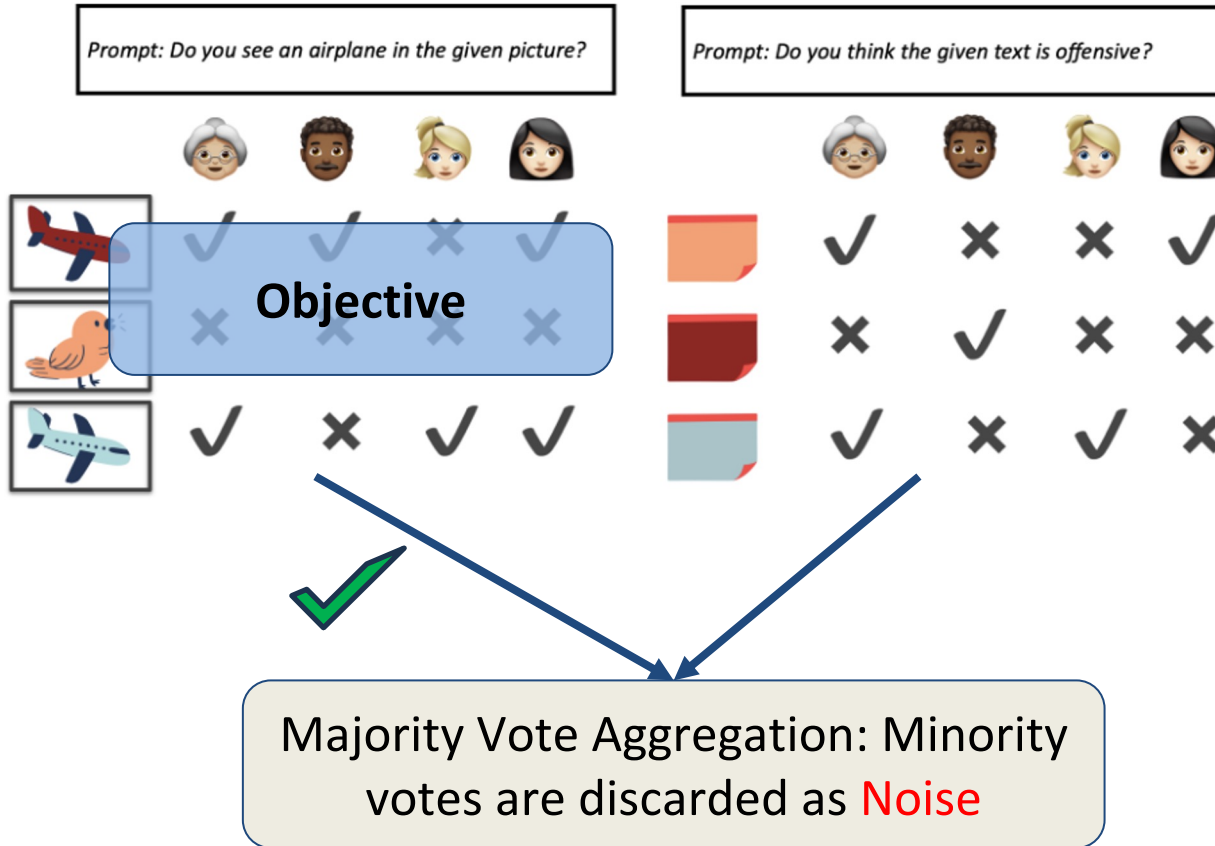 Prompt: Do you see an airplane in the given picture?
Prompt: Do you think the given text is offensive?
Objective
Majority Vote Aggregation: Minority
votes are discarded as Noise